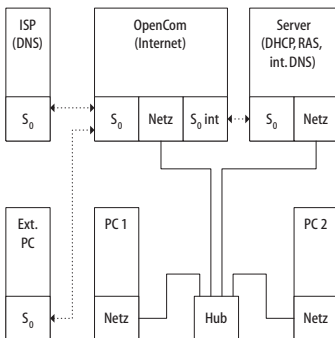 ISP
(DNS)
OpenCom
(Internet)
Server
(DHCP, RAS,
int. DNS)
S₀
S₀
Netz
S₀ int
S₀
Netz
Ext.
PC
PC 1
PC 2
S₀
Netz
Hub
Netz